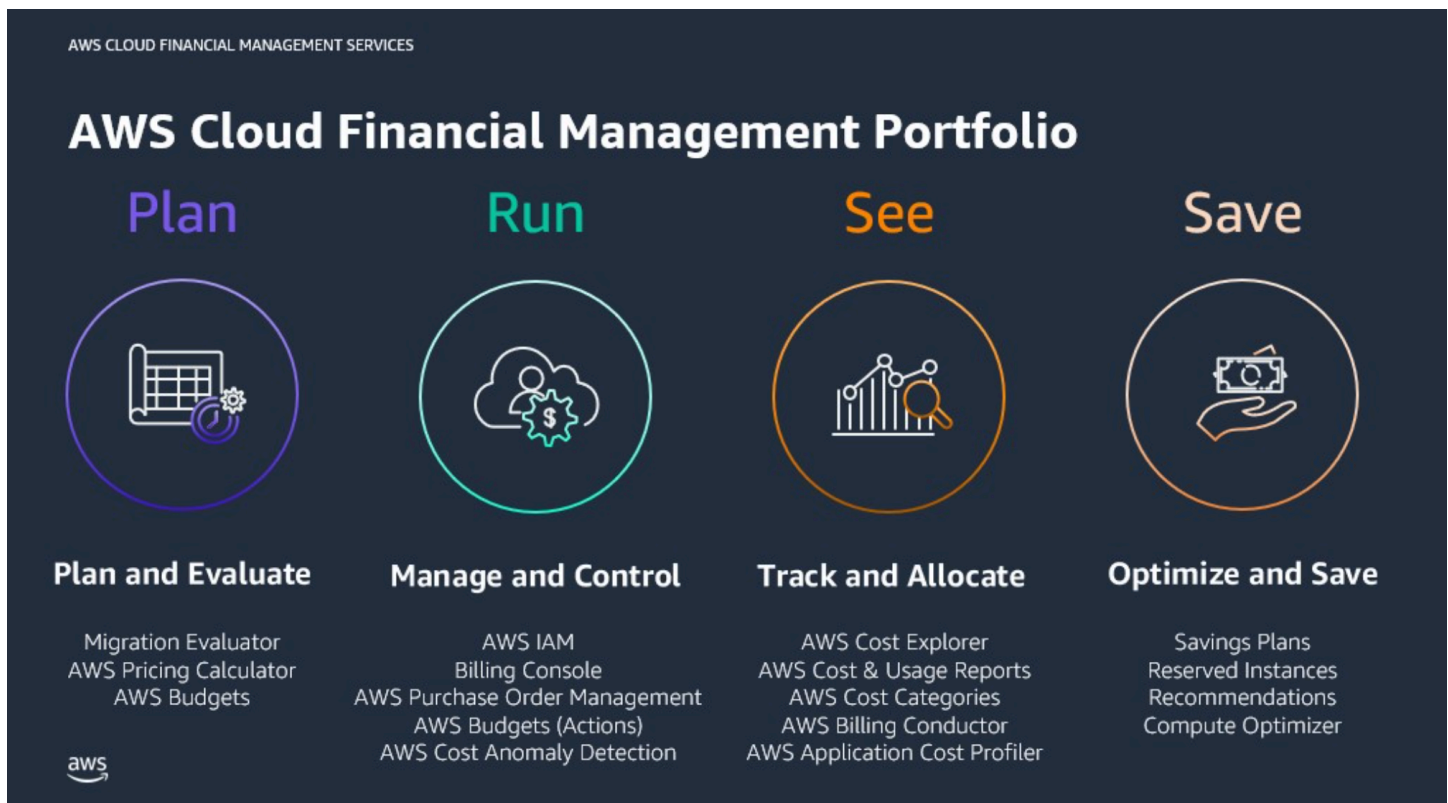 AWS CLOUD FINANCIAL MANAGEMENT SERVICES
AWS Cloud Financial Management Portfolio
Plan
Run
See
Save
$
Plan and Evaluate
Migration Evaluator
AWS Pricing Calculator
AWS Budgets
Manage and Control
AWS IAM
Billing Console
AWS Purchase Order Management
AWS Budgets (Actions)
AWS Cost Anomaly Detection
Track and Allocate
AWS Cost Explorer
AWS Cost & Usage Reports
AWS Cost Categories
AWS Billing Conductor
AWS Application Cost Profiler
Optimize and Save
Savings Plans
Reserved Instances
Recommendations
Compute Optimizer
aws